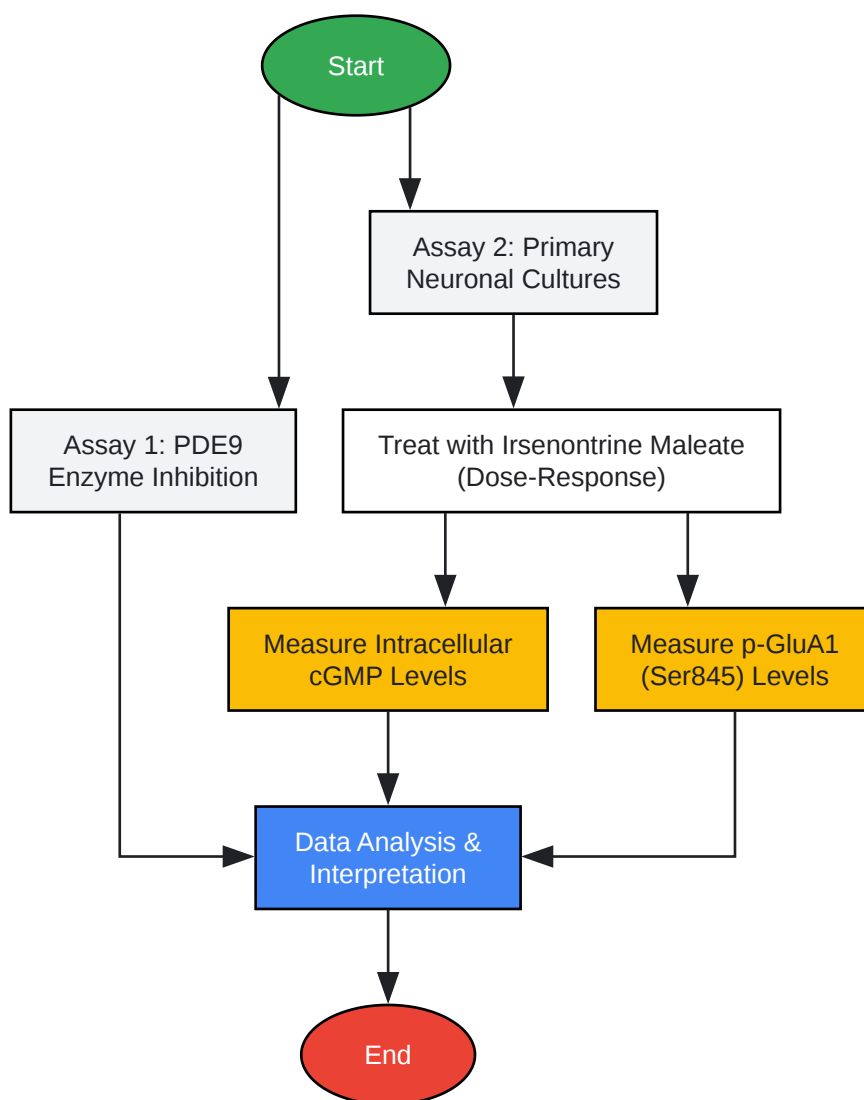 Start
Assay 2: Primary
Neuronal Cultures
Assay 1: PDE9
Enzyme Inhibition
Treat with Irsenontrine Maleate
(Dose-Response)
Measure Intracellular
cGMP Levels
Measure p-GluA1
(Ser845) Levels
Data Analysis &
Interpretation
End